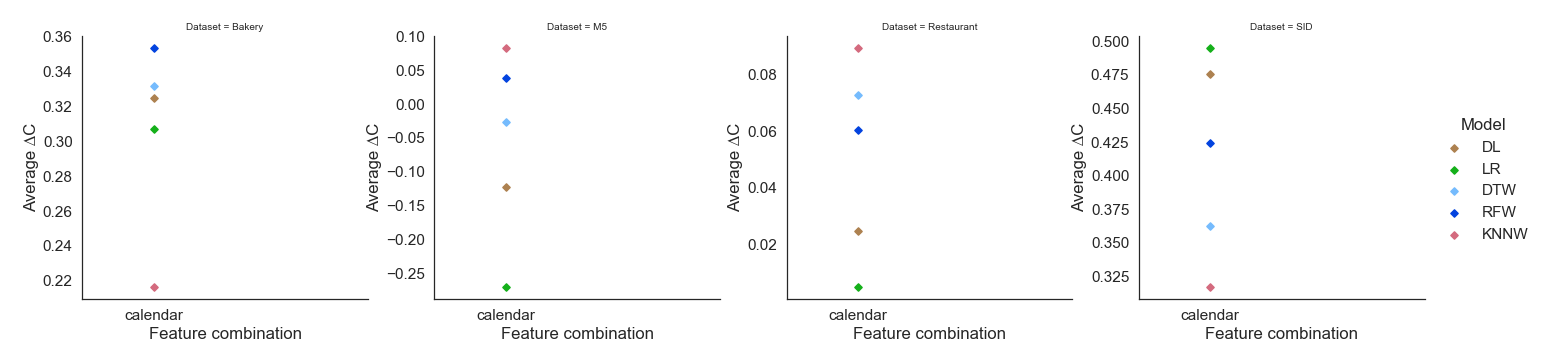 Dataset = Bakery
0.36
0.34
0.32
0.30
0.28
0.26
0.24
0.22
Average ΔC
calendar
Feature combination
Dataset = M5
0.10
0.05
0.00
−0.05
−0.10
−0.15
−0.20
−0.25
Average ΔC
calendar
Feature combination
Dataset = Restaurant
0.08
0.06
0.04
0.02
Average ΔC
calendar
Feature combination
Dataset = SID
0.500
0.475
0.450
0.425
0.400
0.375
0.350
0.325
Average ΔC
calendar
Feature combination
Model
DL
LR
DTW
RFW
KNNW